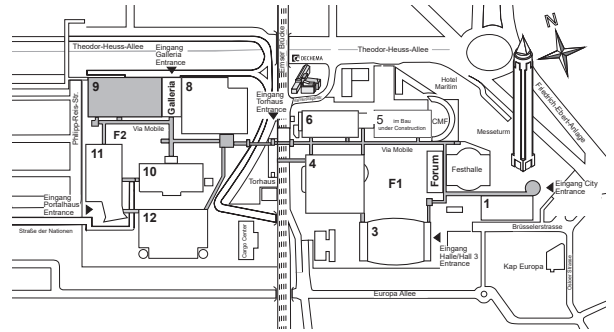 N
Theodor-Heuss-Allee
Eingang
Galleria
Entrance
Emser Brücke
DECHEMA
Theodor-Heuss-Allee
Philipp-Reis-Str.
9
Galleria
8
Eingang
Torhaus
Entrance
Hotel
Maritim
Friedrich-Ebert-Anlage
6
5
im Bau
under Construction
CMF
Messeturm
F2
Via Mobile
Via Mobile
11
10
4
F1
Forum
Festhalle
Torhaus
Eingang City
Entrance
Eingang
Portalhaus
Entrance
12
1
Straße der Nationen
Cargo Center
3
Eingang
Halle/Hall 3
Entrance
Brüsselerstrasse
Kap Europa
Europa Allee